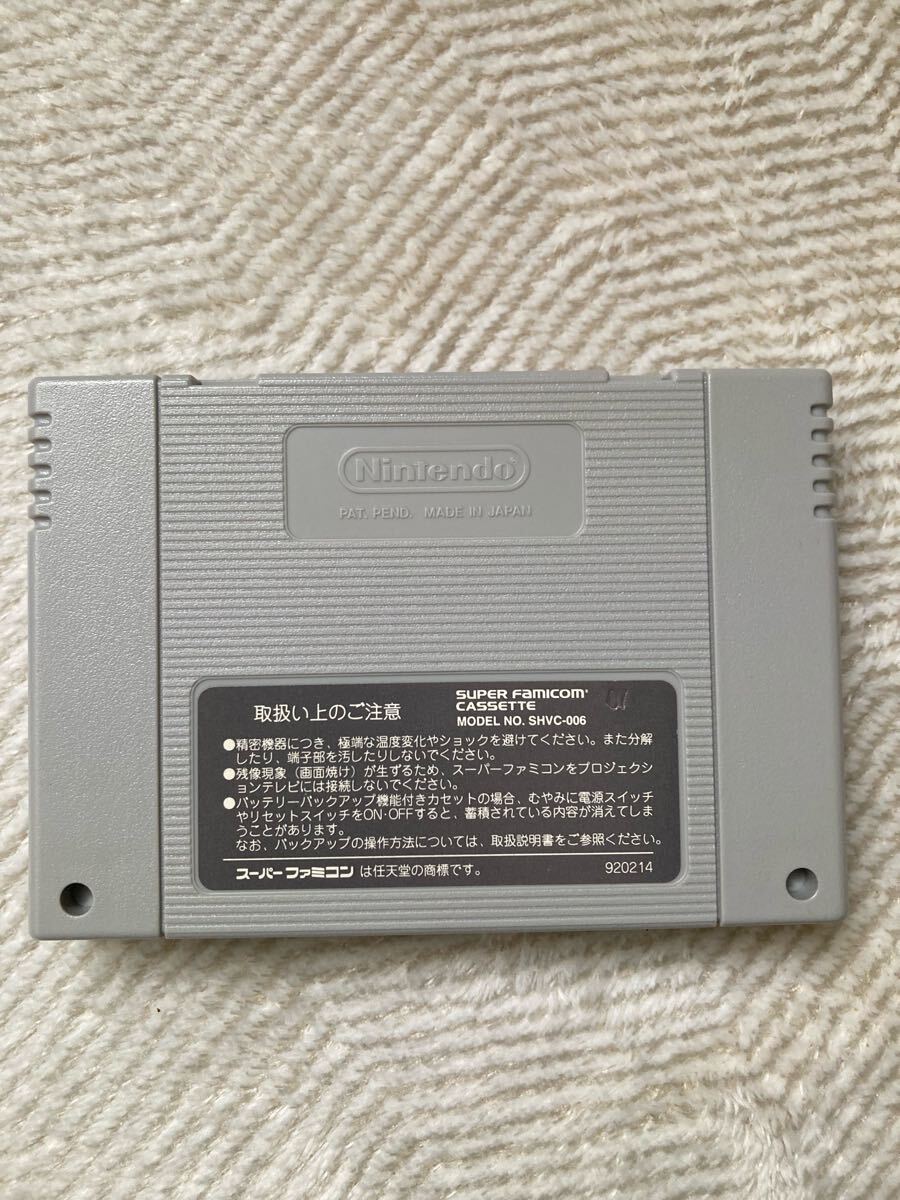 Nintendo®
PAT. PEND. MADE IN JAPAN
取扱い上のご注意
SUPER FAMICOM
CASSETTE
MODEL NO. SHVC-006
●精密機器につき、極端な温度変化やショックを避けてください。また分解
したり、端子部を汚したりしないでください。
●残像現象（画面焼け）が生ずるため、スーパーファミコンをプロジェクシ
ョンテレビには接続しないでください。
●バッテリーバックアップ機能付きカセットの場合、むやみに電源スイッチ
やリセットスイッチをON·OFFすると、蓄積されている内容が消えてしま
うことがあります。
なお、バックアップの操作方法については、取扱説明書をご参照ください。
スーパーファミコン は任天堂の商標です。
920214